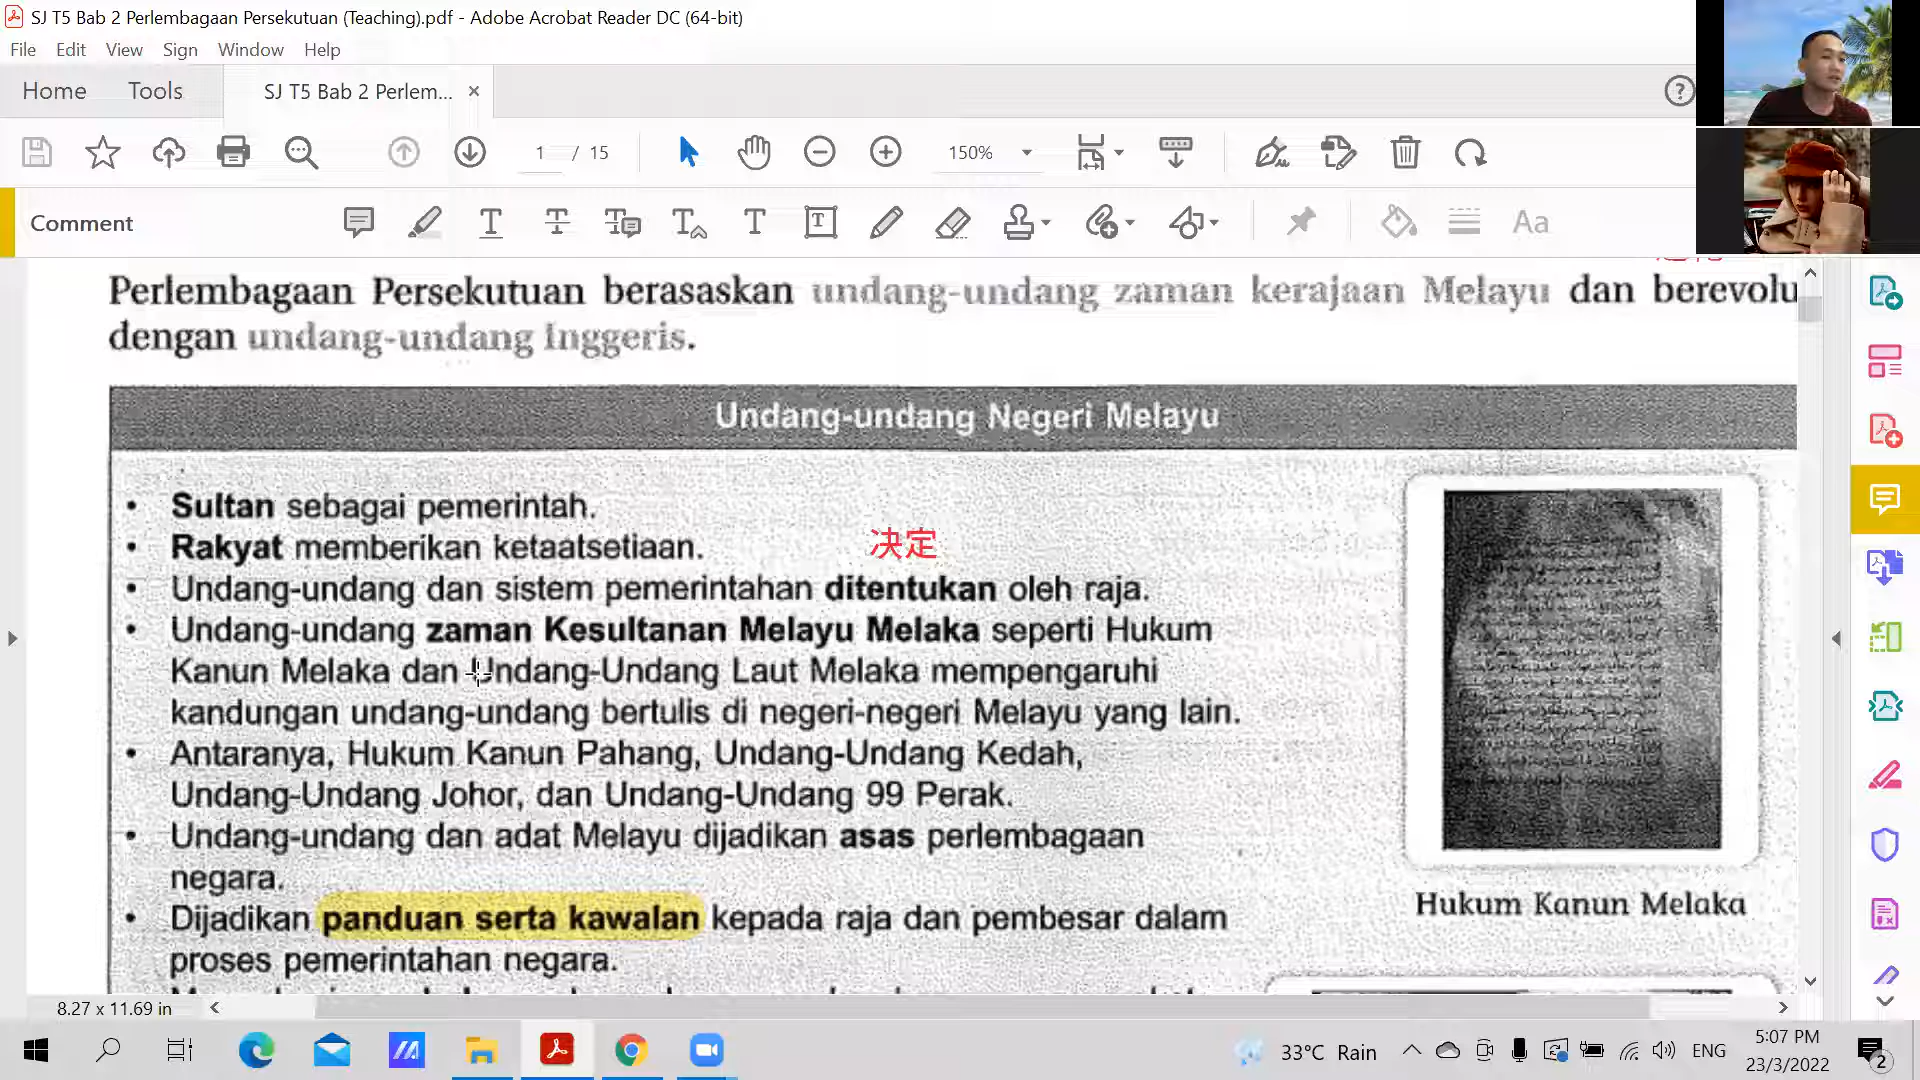 SJ T5 Bab 2 Perlembagaan Persekutuan (Teaching).pdf - Adobe Acrobat Reader DC (64-bit)
File Edit View Sign Window Help
Home Tools SJ T5 Bab 2 Perlem...
1 / 15 150%
Comment
Aa
Perlembagaan Persekutuan berasaskan undang-undang zaman kerajaan Melayu dan berevolu
dengan undang-undang Inggeris.
Undang-undang Negeri Melayu
• Sultan sebagai pemerintah.
• Rakyat memberikan ketaatsetiaan.
决定
• Undang-undang dan sistem pemerintahan ditentukan oleh raja.
• Undang-undang zaman Kesultanan Melayu Melaka seperti Hukum
Kanun Melaka dan Undang-Undang Laut Melaka mempengaruhi
kandungan undang-undang bertulis di negeri-negeri Melayu yang lain.
• Antaranya, Hukum Kanun Pahang, Undang-Undang Kedah,
Undang-Undang Johor, dan Undang-Undang 99 Perak.
• Undang-undang dan adat Melayu dijadikan asas perlembagaan
negara.
• Dijadikan panduan serta kawalan kepada raja dan pembesar dalam
proses pemerintahan negara.
Hukum Kanun Melaka
8.27 x 11.69 in
33°C Rain
ENG
5:07 PM
23/3/2022
2